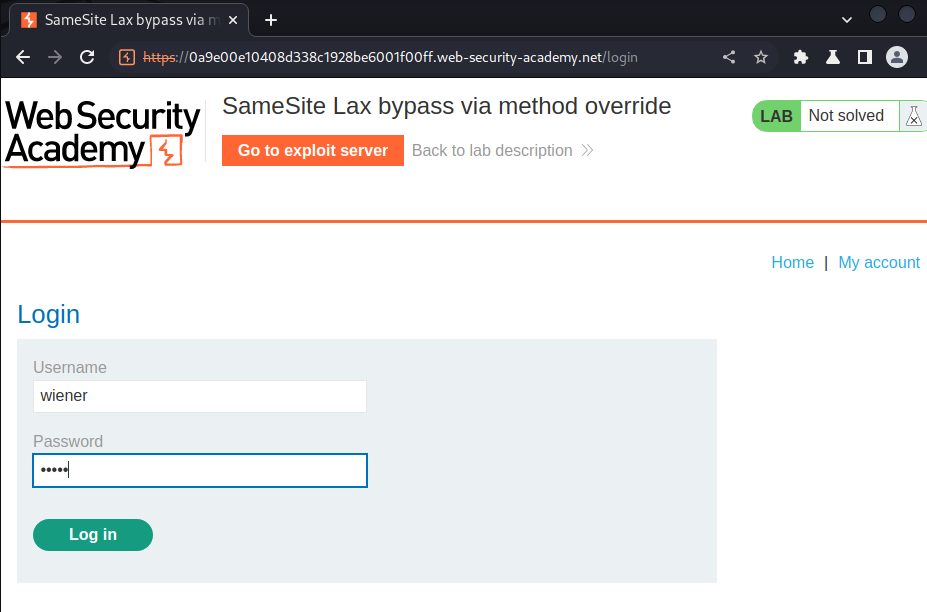 SameSite Lax bypass via m
https://0a9e00e10408d338c1928be6001f00ff.web-security-academy.net/login
Web Security
Academy
SameSite Lax bypass via method override
Go to exploit server
Back to lab description
LAB
Not solved
Home | My account
Login
Username
wiener
Password
•••••
Log in